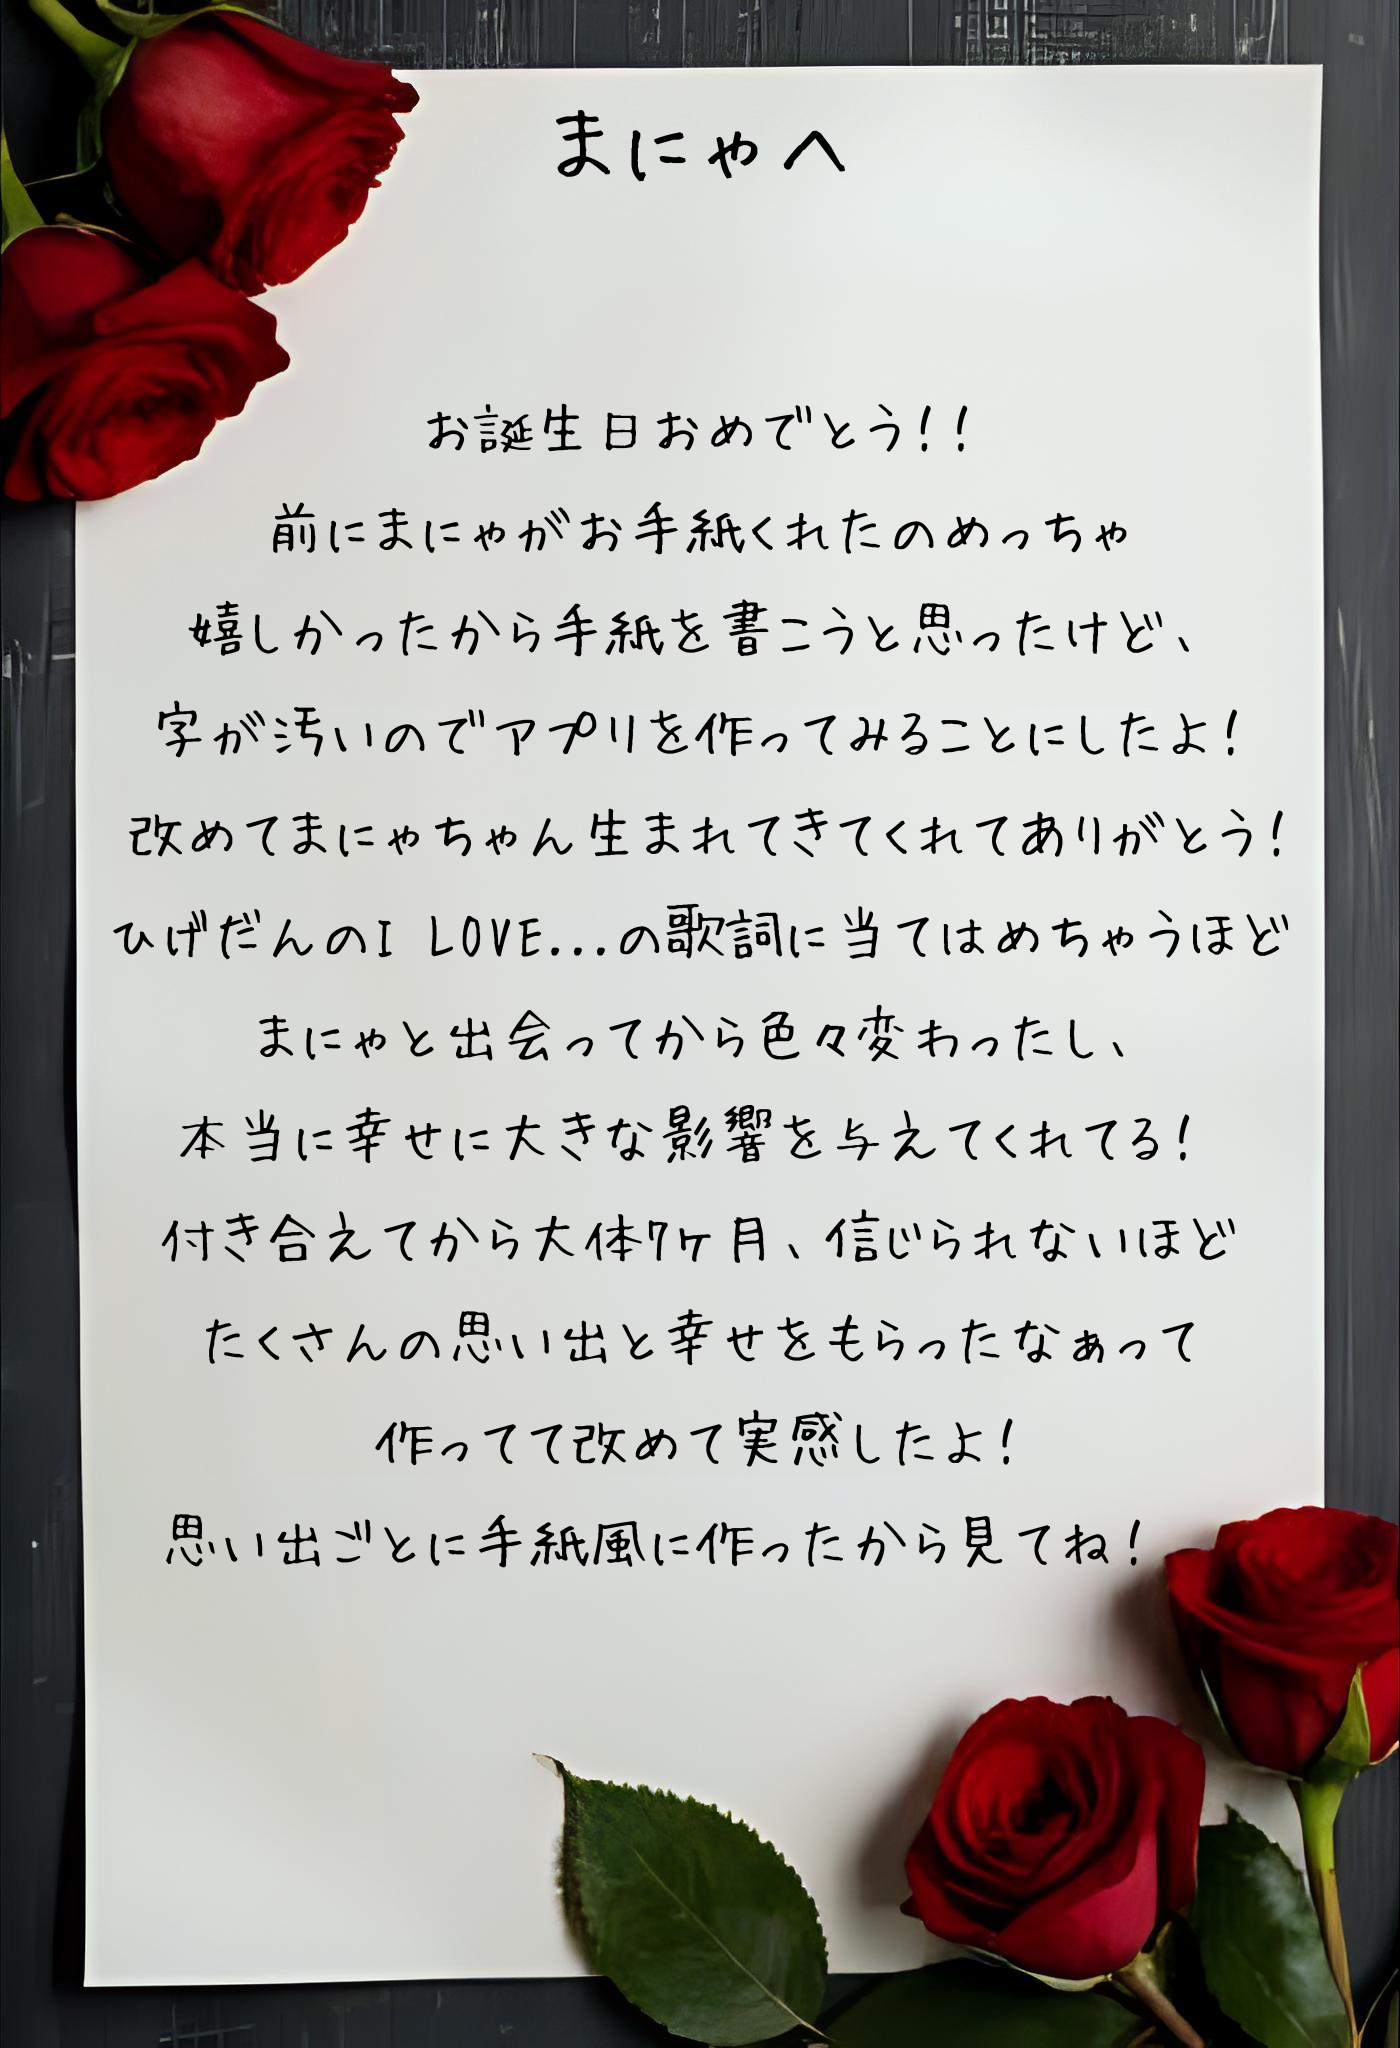 まにゃへ
お誕生日おめでとう!!
前にまにゃがお手紙くれたのめっちゃ
嬉しかったから手紙を書こうと思ったけど、
字が汚いのでアプリを作ってみることにしたよ!
改めてまにゃちゃん生まれてきてくれてありがとう!
ひげだんのI LOVE...の歌詞に当てはめちゃうほど
まにゃと出会ってから色々変わったし、
本当に幸せに大きな影響を与えてくれてる!
付き合えてから大体7ヶ月、信じられないほど
たくさんの思い出と幸せをもらったなぁって
作ってて改めて実感したよ!
思い出ごとに手紙風に作ったから見てね!